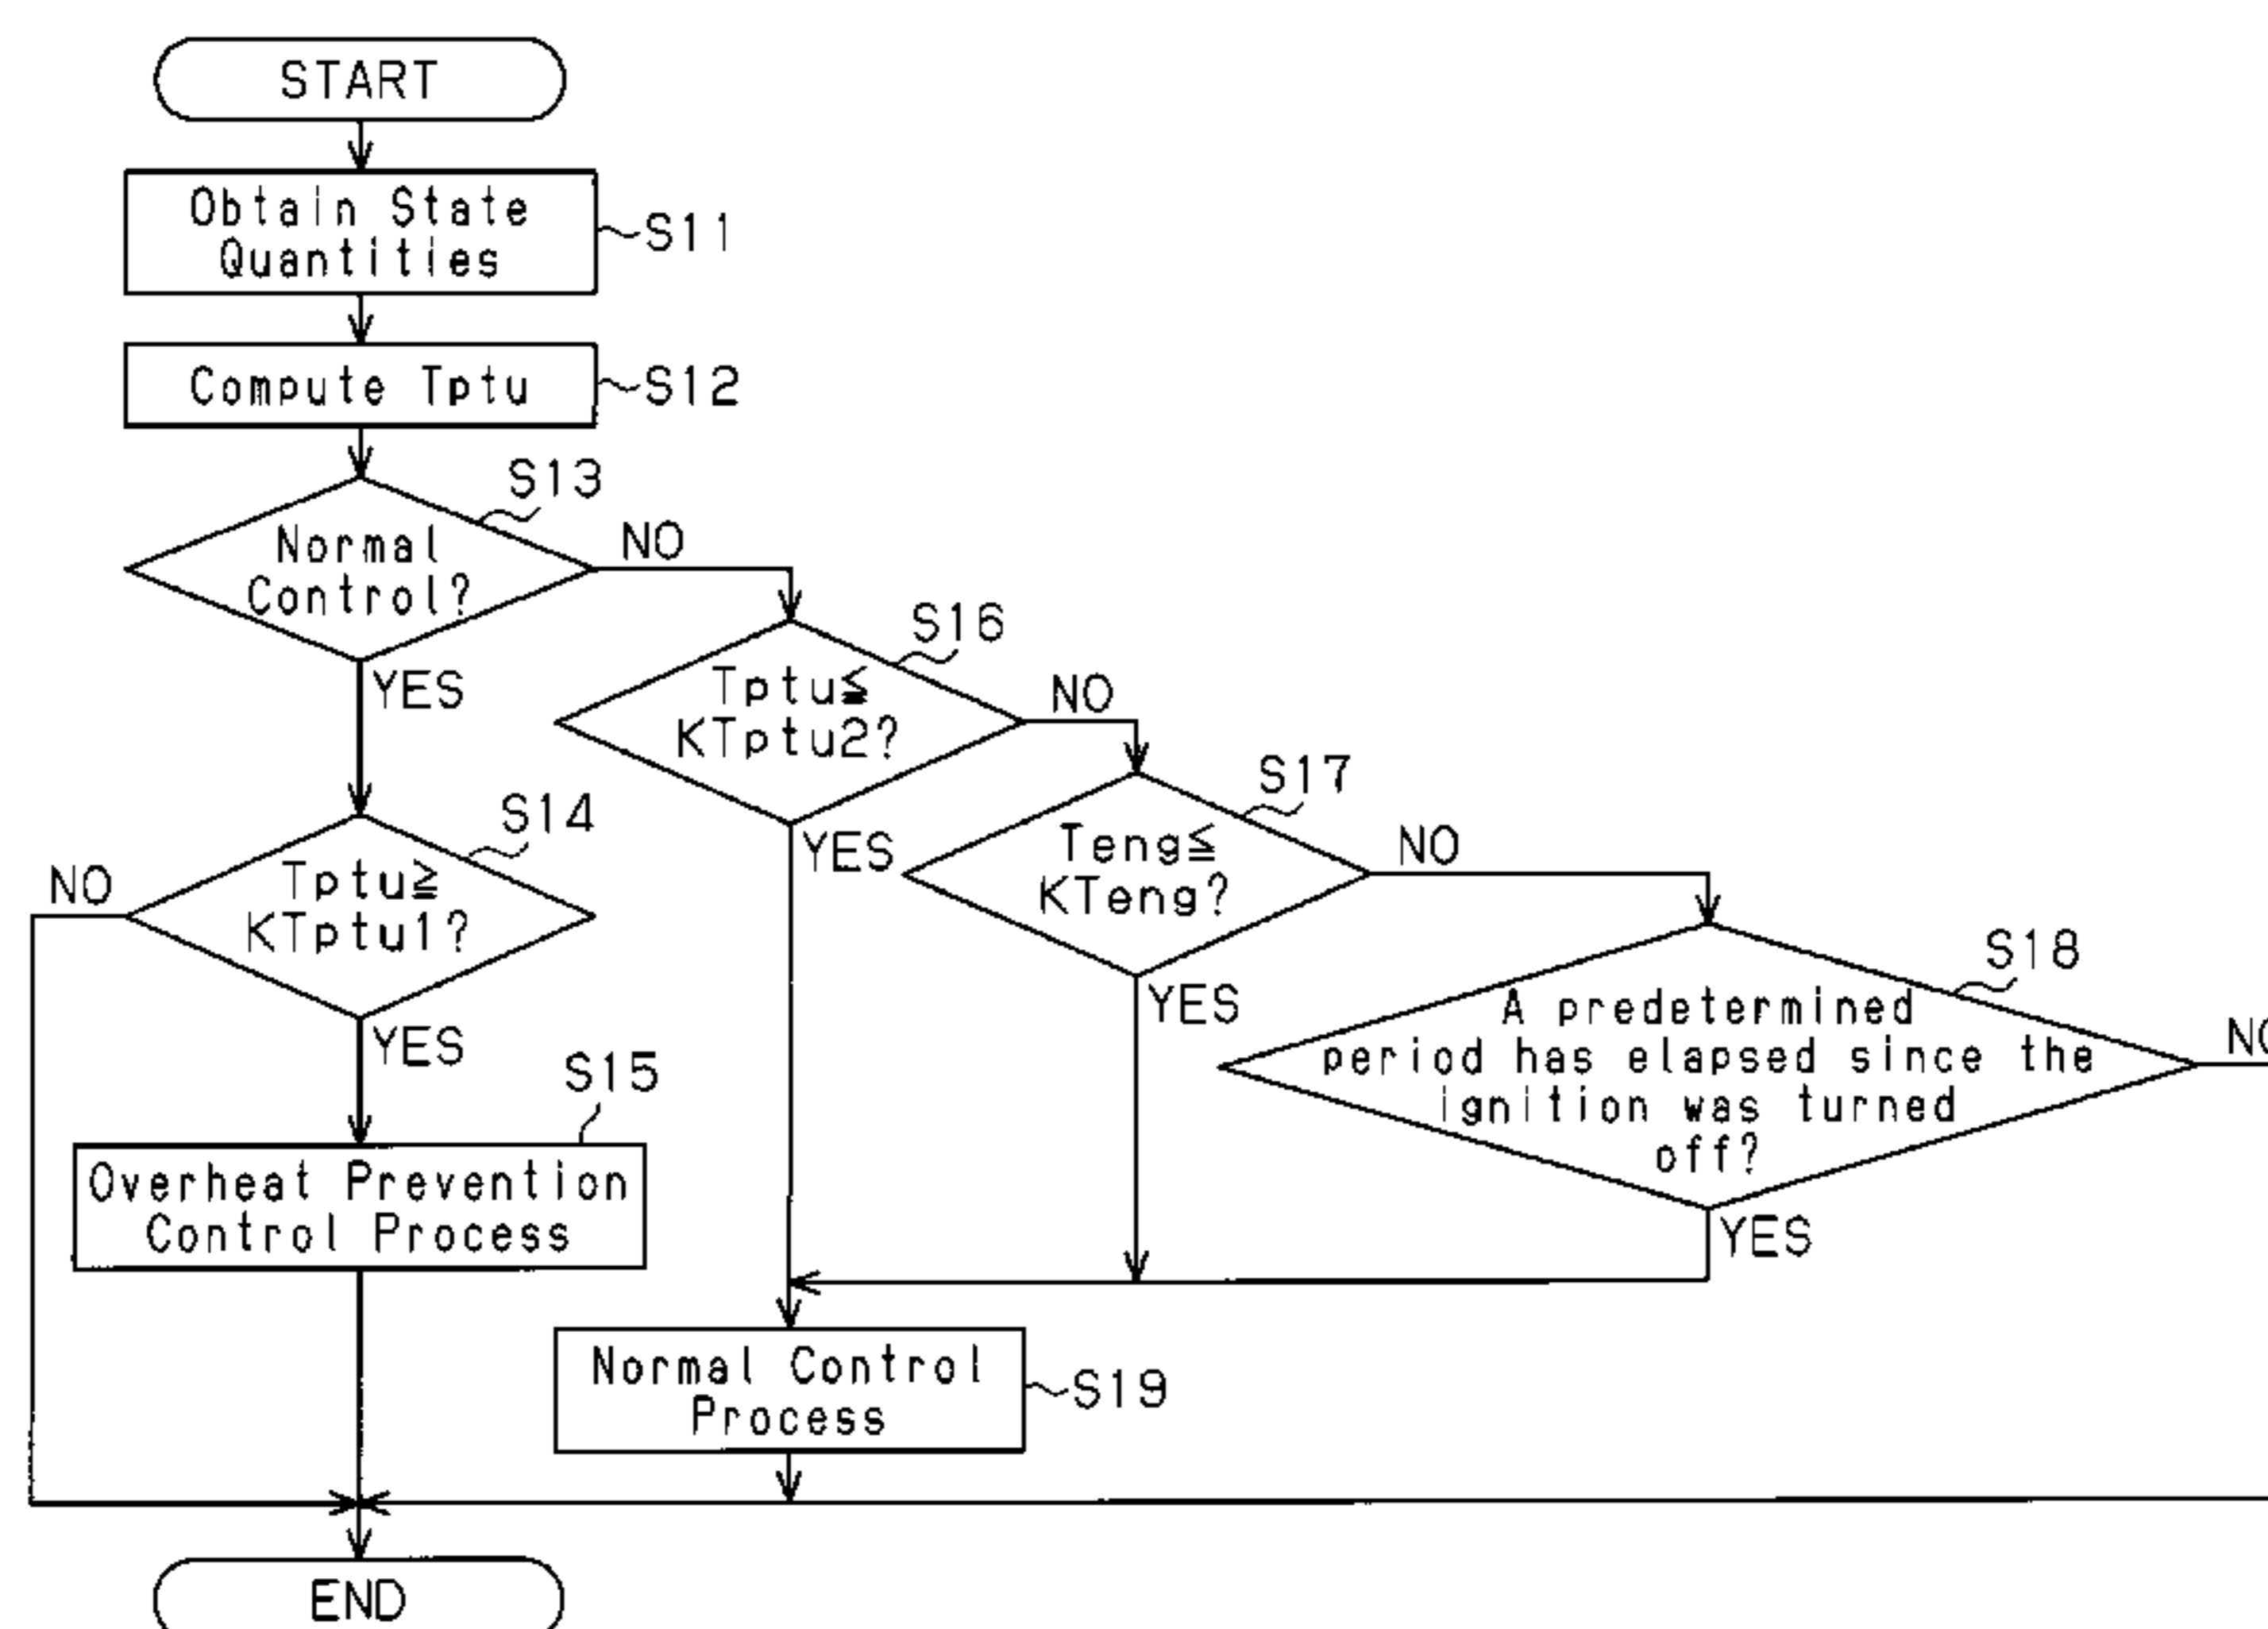 START
Obtain State
Quantities
S11
Compute Tptu
S12
S13
Normal
Control?
NO
YES
S16
Tptu≦
KTptu2?
NO
YES
S17
Teng≦
KTeng?
NO
YES
S14
Tptu≧
KTptu1?
NO
YES
S18
A predetermined
period has elapsed since the
ignition was turned
off?
NO
YES
S15
Overheat Prevention
Control Process
Normal Control
Process
S19
END